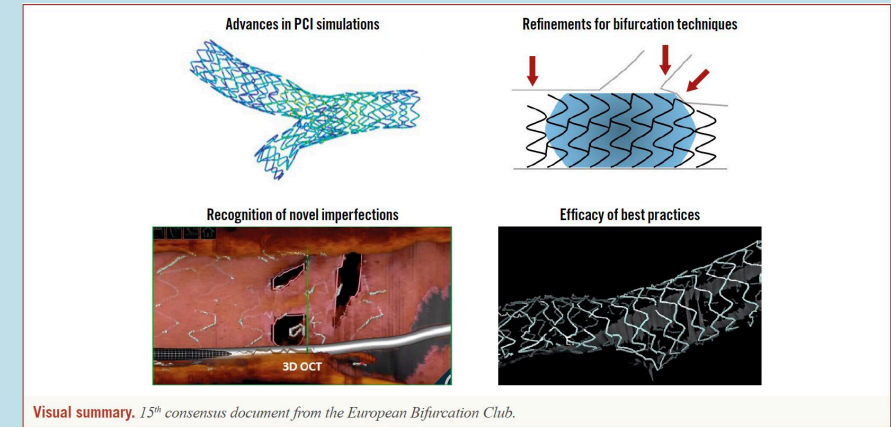 Advances in PCI simulations
Refinements for bifurcation techniques
Recognition of novel imperfections
Efficacy of best practices
3D OCT
Visual summary. 15th consensus document from the European Bifurcation Club.